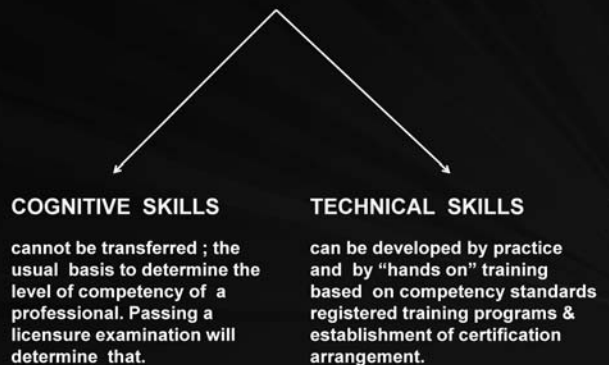 COGNITIVE SKILLS
cannot be transferred ; the
usual basis to determine the
level of competency of a
professional. Passing a
licensure examination will
determine that.
TECHNICAL SKILLS
can be developed by practice
and by “hands on” training
based on competency standards
registered training programs &
establishment of certification
arrangement.